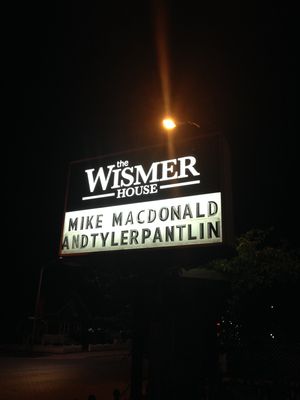 the
WISMER
HOUSE
MIKE MACDONALD
ANDTYLERPANTLIN